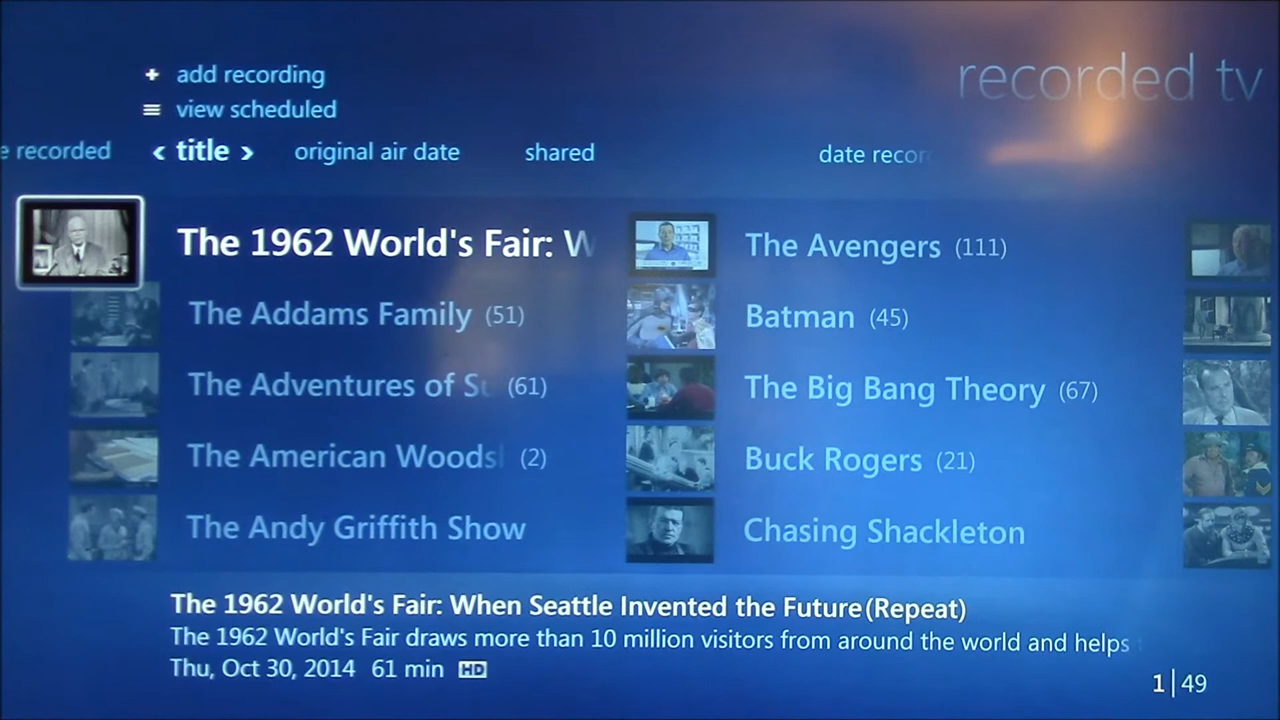 + add recording
≡ view scheduled
recorded tv
e recorded < title > original air date shared date recor
The 1962 World's Fair: W
The Addams Family (51)
The Adventures of Su (61)
The American Woods (2)
The Andy Griffith Show
The Avengers (111)
Batman (45)
The Big Bang Theory (67)
Buck Rogers (21)
Chasing Shackleton
The 1962 World's Fair: When Seattle Invented the Future (Repeat)
The 1962 World's Fair draws more than 10 million visitors from around the world and helps
Thu, Oct 30, 2014 61 min HD
1|49